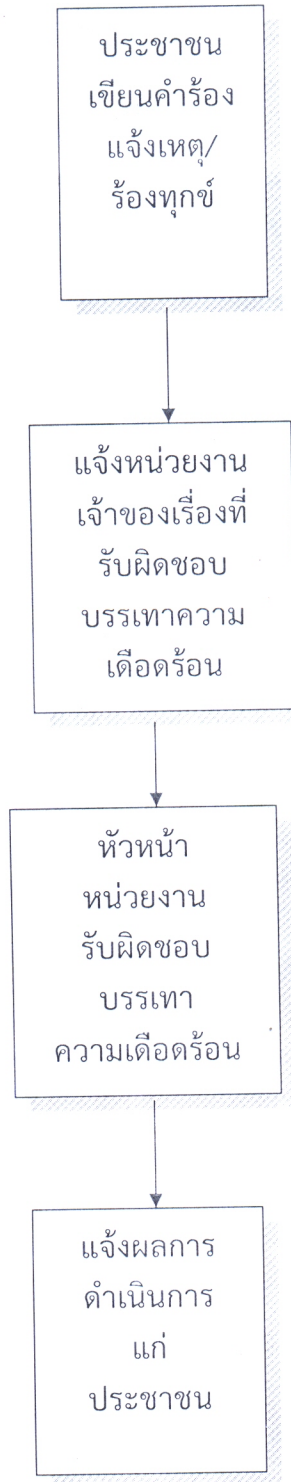 ประชาชน
เขียนคำร้อง
แจ้งเหตุ/
ร้องทุกข์
แจ้งหน่วยงาน
เจ้าของเรื่องที่
รับผิดชอบ
บรรเทาความ
เดือดร้อน
หัวหน้า
หน่วยงาน
รับผิดชอบ
บรรเทา
ความเดือดร้อน
แจ้งผลการ
ดำเนินการ
แก่
ประชาชน